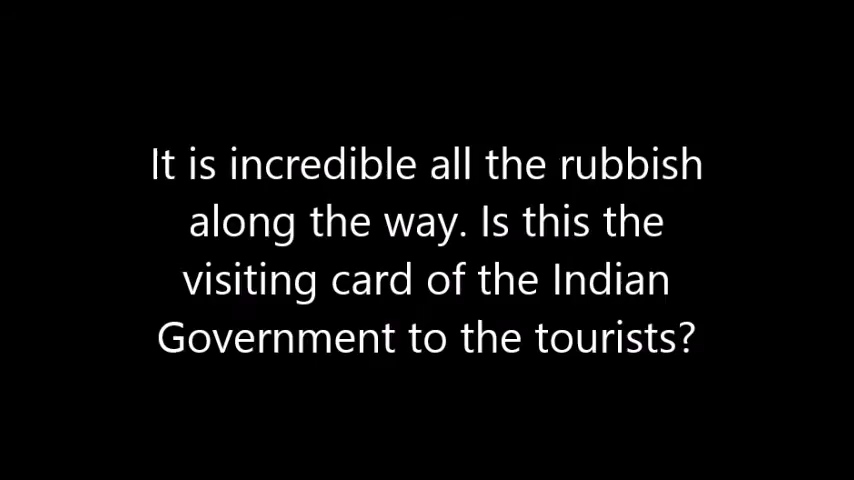 It is incredible all the rubbish
along the way. Is this the
visiting card of the Indian
Government to the tourists?